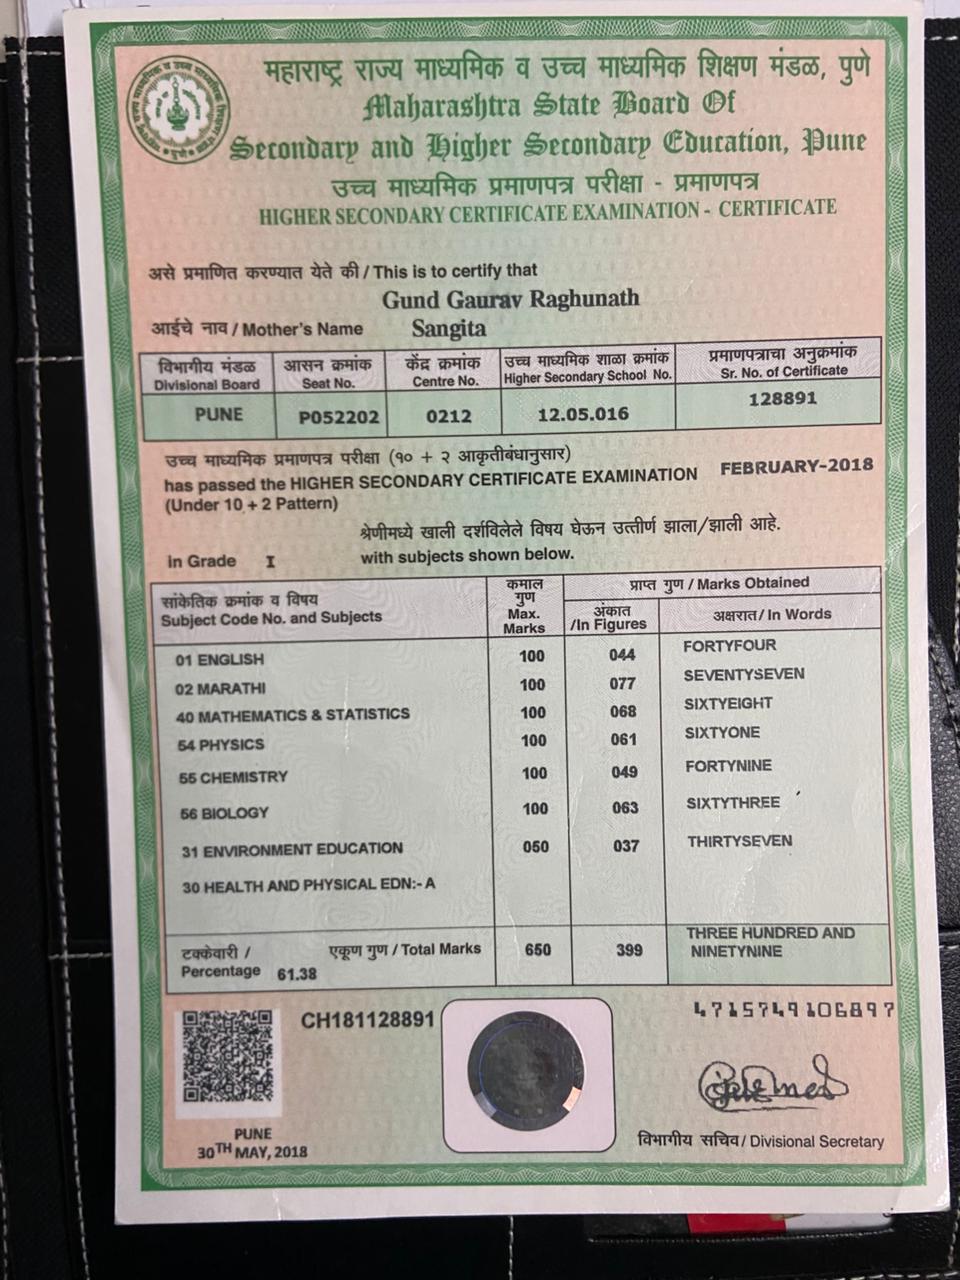 महाराष्ट्र राज्य माध्यमिक व उच्च माध्यमिक शिक्षण मंडळ, पुणे
Maharashtra State Board Of
Secondary and Higher Secondary Education, Pune
उच्च माध्यमिक प्रमाणपत्र परीक्षा - प्रमाणपत्र
HIGHER SECONDARY CERTIFICATE EXAMINATION - CERTIFICATE
असे प्रमाणित करण्यात येते की / This is to certify that
Gund Gaurav Raghunath
आईचे नाव / Mother's Name Sangita
विभागीय मंडळ आसन क्रमांक केंद्र क्रमांक उच्च माध्यमिक शाळा क्रमांक प्रमाणपत्राचा अनुक्रमांक
Divisional Board Seat No. Centre No. Higher Secondary School No. Sr. No. of Certificate
PUNE P052202 0212 12.05.016 128891
उच्च माध्यमिक प्रमाणपत्र परीक्षा (१० + २ आकृतीबंधानुसार)
has passed the HIGHER SECONDARY CERTIFICATE EXAMINATION FEBRUARY-2018
(Under 10 + 2 Pattern)
श्रेणीमध्ये खाली दर्शविलेले विषय घेऊन उत्तीर्ण झाला/झाली आहे.
in Grade I with subjects shown below.
सांकेतिक क्रमांक व विषय कमाल गुण प्राप्त गुण / Marks Obtained
Subject Code No. and Subjects Max. Marks अंकात /In Figures अक्षरात/ In Words
01 ENGLISH 100 044 FORTYFOUR
02 MARATHI 100 077 SEVENTYSEVEN
40 MATHEMATICS & STATISTICS 100 068 SIXTYEIGHT
54 PHYSICS 100 061 SIXTYONE
55 CHEMISTRY 100 049 FORTYNINE
56 BIOLOGY 100 063 SIXTYTHREE
31 ENVIRONMENT EDUCATION 050 037 THIRTYSEVEN
30 HEALTH AND PHYSICAL EDN:- A
टक्केवारी / एकूण गुण / Total Marks 650 399 THREE HUNDRED AND
Percentage 61.38 NINETYNINE
CH181128891
4715749106897
PUNE
30TH MAY, 2018
विभागीय सचिव / Divisional Secretary